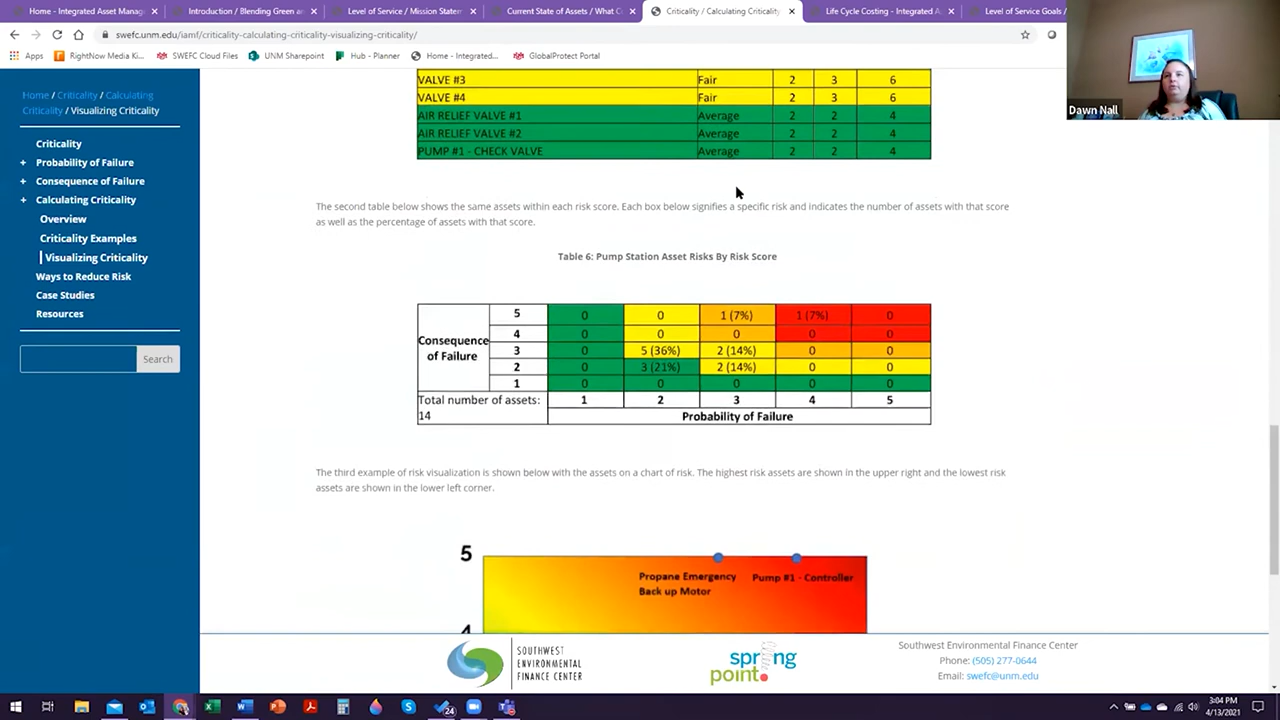 Home - Integrated Asset Manag
Introduction / Blending Green an
Level of Service / Mission Statem
Current State of Assets / What C
Criticality / Calculating Criticality
Life Cycle Costing - Integrated A
Level of Service Goals /
swefc.unm.edu/iamf/criticality-calculating-criticality-visualizing-criticality/
Apps
RightNow Media Ki...
SWEFC Cloud Files
UNM Sharepoint
Hub - Planner
Home - Integrated...
GlobalProtect Portal
Dawn Nall
Home / Criticality / Calculating
Criticality / Visualizing Criticality
Criticality
+ Probability of Failure
+ Consequence of Failure
+ Calculating Criticality
Overview
Criticality Examples
Visualizing Criticality
Ways to Reduce Risk
Case Studies
Resources
Search
VALVE #3 Fair 2 3 6
VALVE #4 Fair 2 3 6
AIR RELIEF VALVE #1 Average 2 2 4
AIR RELIEF VALVE #2 Average 2 2 4
PUMP #1 - CHECK VALVE Average 2 2 4
The second table below shows the same assets within each risk score. Each box below signifies a specific risk and indicates the number of assets with that score
as well as the percentage of assets with that score.
Table 6: Pump Station Asset Risks By Risk Score
Consequence
of Failure
5 0 0 1 (7%) 1 (7%) 0
4 0 0 0 0 0
3 0 5 (36%) 2 (14%) 0 0
2 0 3 (21%) 2 (14%) 0 0
1 0 0 0 0 0
Total number of assets:
14
1 2 3 4 5
Probability of Failure
The third example of risk visualization is shown below with the assets on a chart of risk. The highest risk assets are shown in the upper right and the lowest risk
assets are shown in the lower left corner.
5
Propane Emergency
Back up Motor
Pump #1 - Controller
4
SOUTHWEST
ENVIRONMENTAL
FINANCE CENTER
spring
point.
Southwest Environmental Finance Center
Phone: (505) 277-0644
Email: swefc@unm.edu
24
3:04 PM
4/13/2021